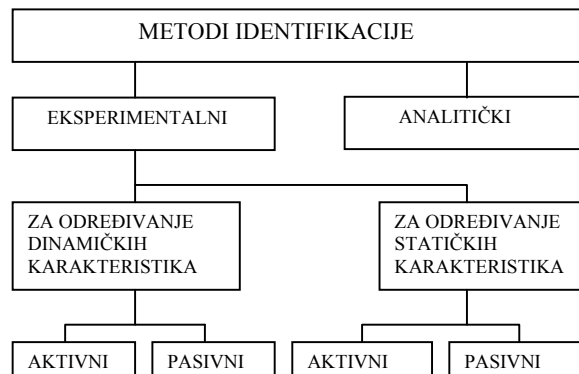 METODI IDENTIFIKACIJE
EKSPERIMENTALNI
ANALITIČKI
ZA ODREĐIVANJE
DINAMIČKIH
KARAKTERISTIKA
ZA ODREĐIVANJE
STATIČKIH
KARAKTERISTIKA
AKTIVNI
PASIVNI
AKTIVNI
PASIVNI